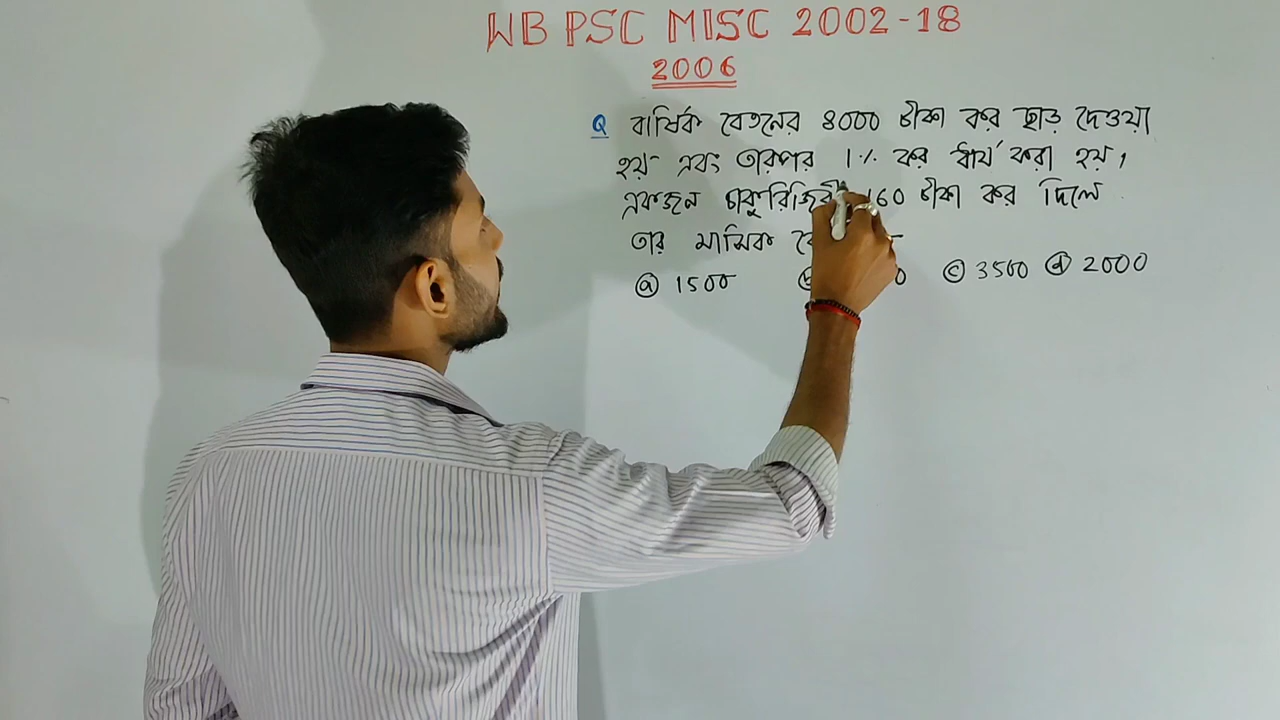 WB PSC MISC 2002-18
2006
Q বার্ষিক বেতনের ৪000 টাকা কর ছাড় দেওয়া
হয় এবং তারপর 1% কর ধার্য করা হয়,
একজন 160 টাকা কর দিলে
তার মাসিক
ⓐ 1500 ⓒ 3500 ⓓ 2000